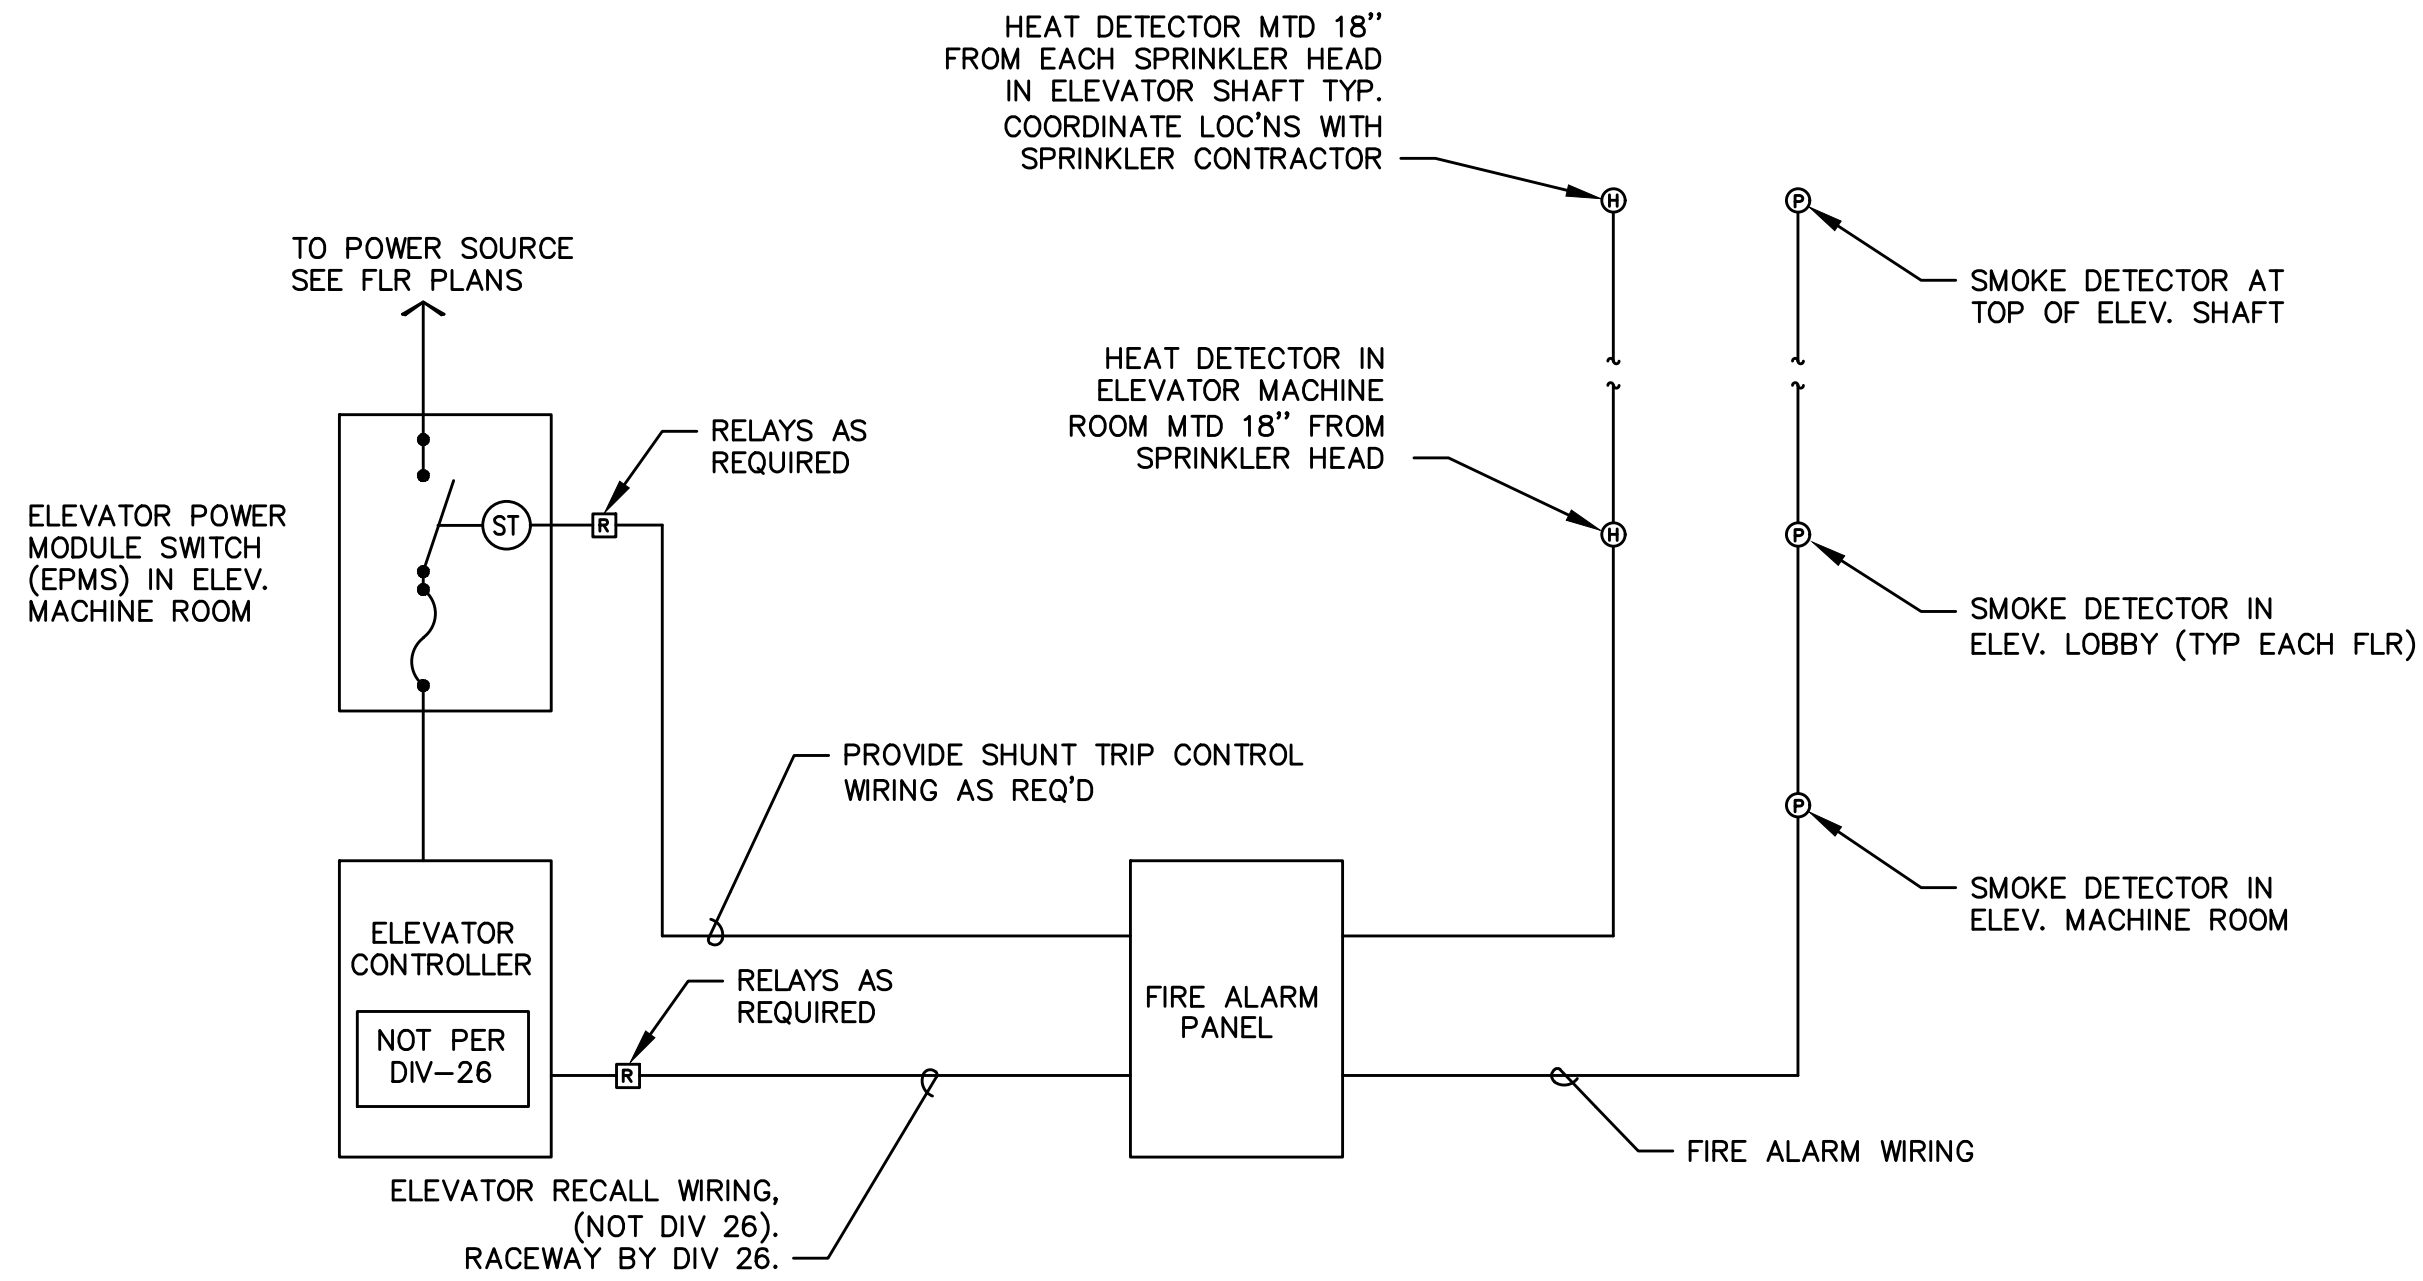 HEAT DETECTOR MTD 18''
FROM EACH SPRINKLER HEAD
IN ELEVATOR SHAFT TYP.
COORDINATE LOC'NS WITH
SPRINKLER CONTRACTOR
H
P
TO POWER SOURCE
SEE FLR PLANS
SMOKE DETECTOR AT
TOP OF ELEV. SHAFT
HEAT DETECTOR IN
ELEVATOR MACHINE
ROOM MTD 18'' FROM
SPRINKLER HEAD
RELAYS AS
REQUIRED
ELEVATOR POWER
MODULE SWITCH
(EPMS) IN ELEV.
MACHINE ROOM
ST
R
H
P
SMOKE DETECTOR IN
ELEV. LOBBY (TYP EACH FLR)
PROVIDE SHUNT TRIP CONTROL
WIRING AS REQ'D
P
SMOKE DETECTOR IN
ELEV. MACHINE ROOM
ELEVATOR
CONTROLLER
NOT PER
DIV-26
RELAYS AS
REQUIRED
R
FIRE ALARM
PANEL
FIRE ALARM WIRING
ELEVATOR RECALL WIRING,
(NOT DIV 26).
RACEWAY BY DIV 26.